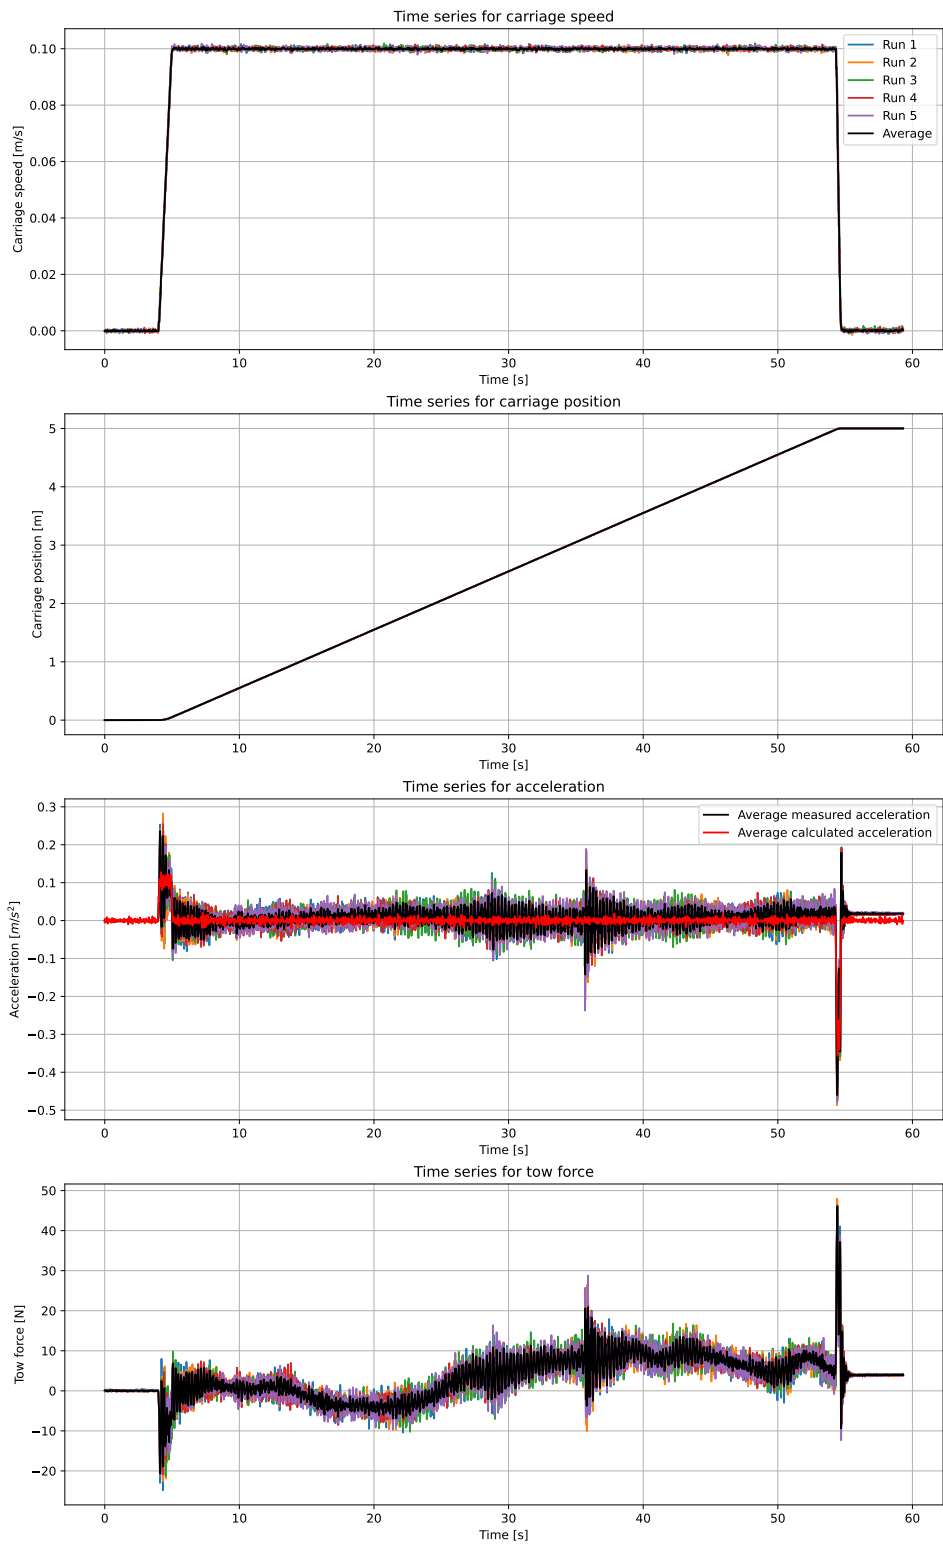 Time series for carriage speed
Carriage speed [m/s]
0.10
0.08
0.06
0.04
0.02
0.00
Run 1
Run 2
Run 3
Run 4
Run 5
Average
0 10 20 30 40 50 60
Time [s]
Time series for carriage position
Carriage position [m]
5
4
3
2
1
0
0 10 20 30 40 50 60
Time [s]
Time series for acceleration
Acceleration [m/s²]
0.3
0.2
0.1
0.0
−0.1
−0.2
−0.3
−0.4
−0.5
Average measured acceleration
Average calculated acceleration
0 10 20 30 40 50 60
Time [s]
Time series for tow force
Tow force [N]
50
40
30
20
10
0
−10
−20
0 10 20 30 40 50 60
Time [s]